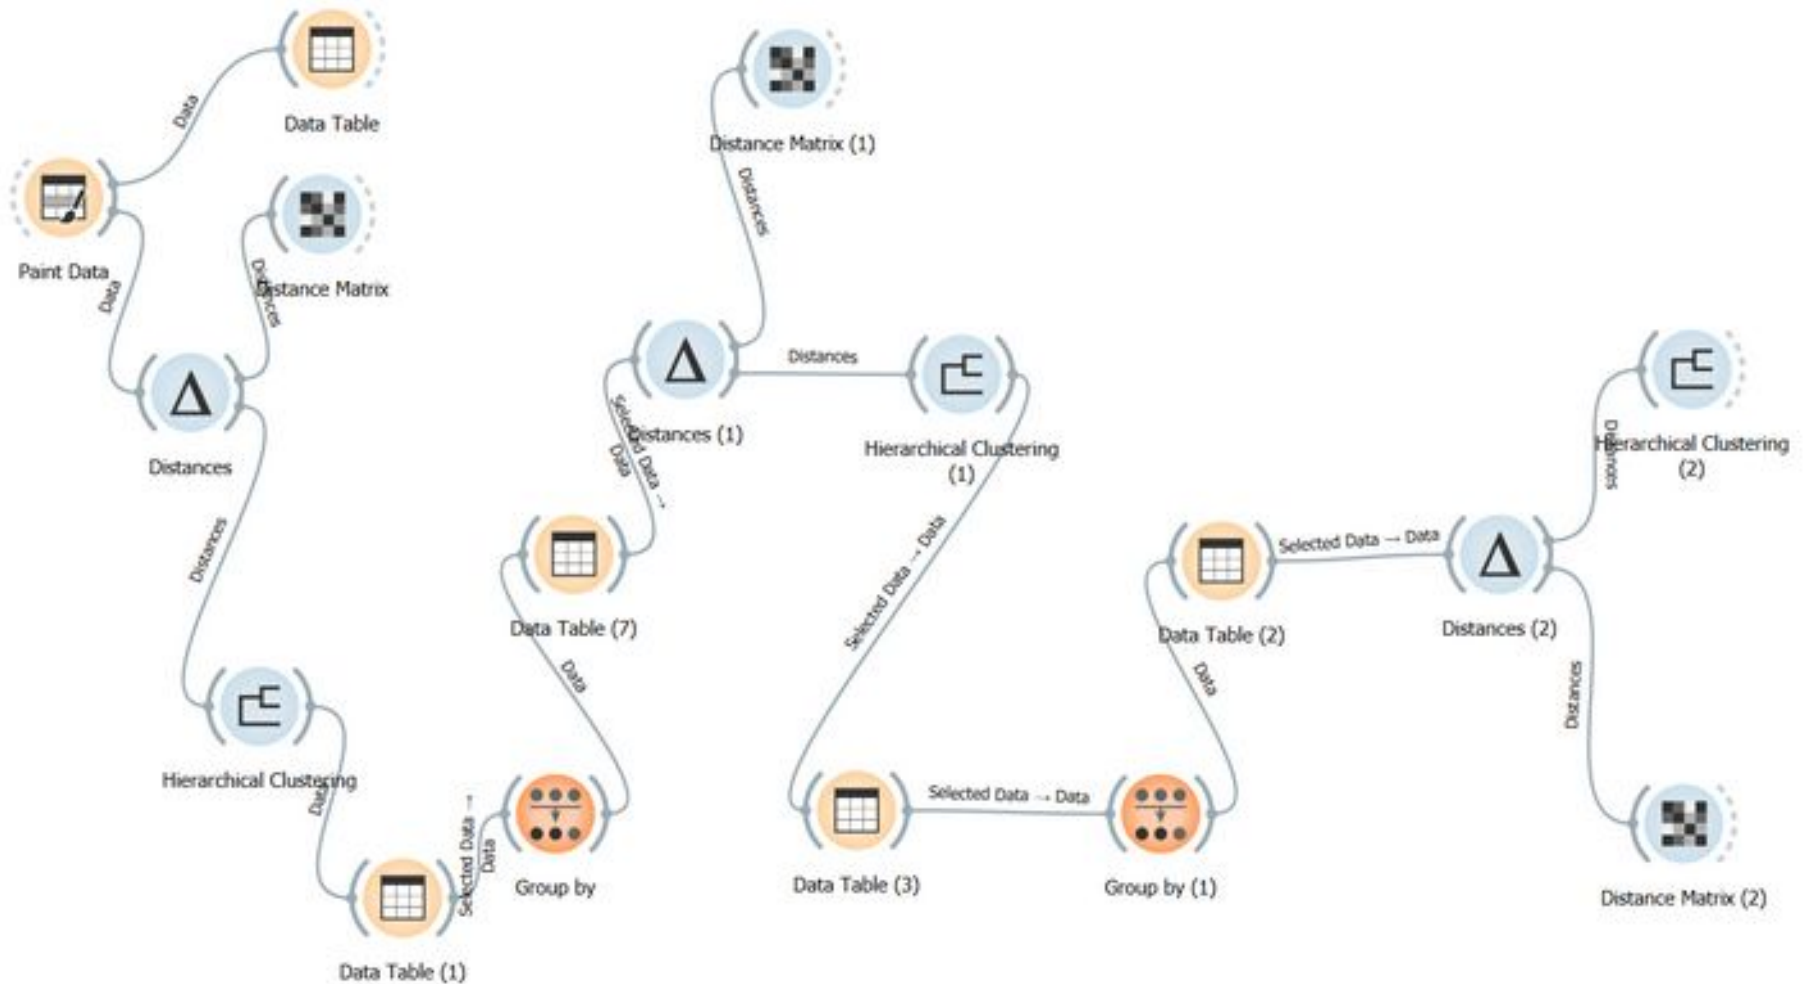 Data
Data Table
Paint Data
Data
Distances
Distance Matrix
Distances
Distances
Hierarchical Clustering
Data
Data Table (1)
Selected Data →
Data
Group by
Data
Data Table (7)
Selected Data →
Data
Distances (1)
Distances
Distance Matrix (1)
Distances
Hierarchical Clustering
(1)
Selected Data → Data
Data Table (3)
Selected Data → Data
Group by (1)
Data
Data Table (2)
Selected Data → Data
Distances (2)
Distances
Hierarchical Clustering
(2)
Distances
Distance Matrix (2)